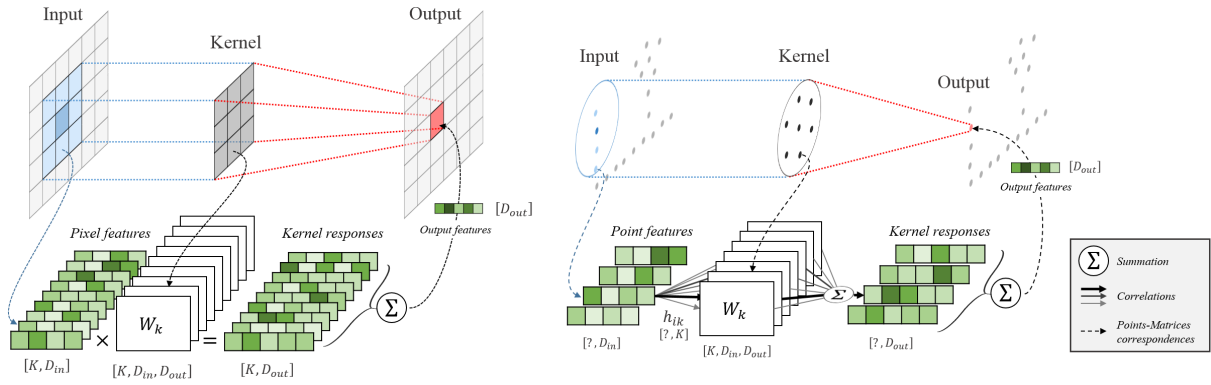 Input
Output
Kernel
[D_out]
Output features
Pixel features
Kernel responses
W_k
×
=
Σ
[K, D_in]
[K, D_in, D_out]
[K, D_out]
Input
Kernel
Output
[D_out]
Output features
Point features
Kernel responses
W_k
Σ
Σ
h_ik
[?, K]
[?, D_in]
[K, D_in, D_out]
[?, D_out]
Σ Summation
Correlations
Points-Matrices
correspondences